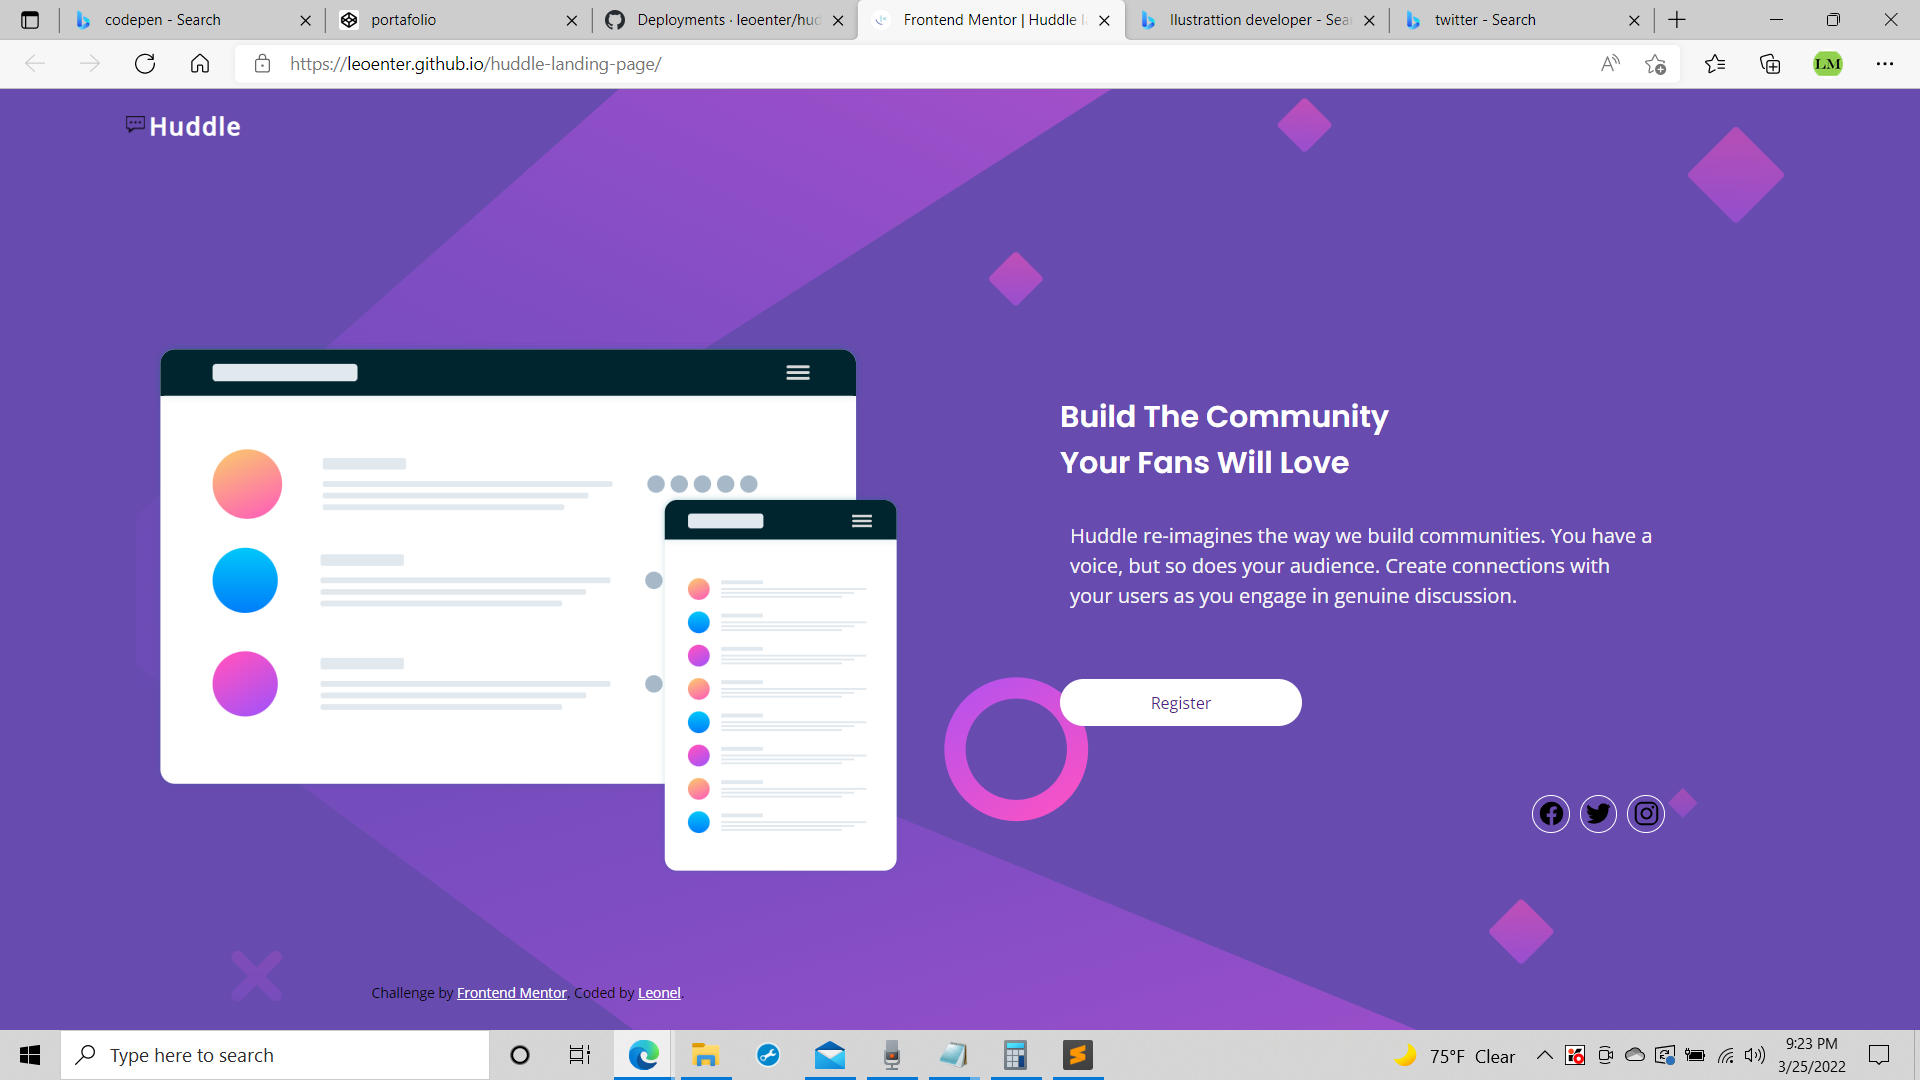 codepen - Search
portafolio
Deployments · leoenter/hud
Frontend Mentor | Huddle l
Ilustrattion developer - Sea
twitter - Search
https://leoenter.github.io/huddle-landing-page/
LM
Huddle
Build The Community
Your Fans Will Love
Huddle re-imagines the way we build communities. You have a
voice, but so does your audience. Create connections with
your users as you engage in genuine discussion.
Register
Challenge by Frontend Mentor. Coded by Leonel.
Type here to search
75°F Clear
9:23 PM
3/25/2022